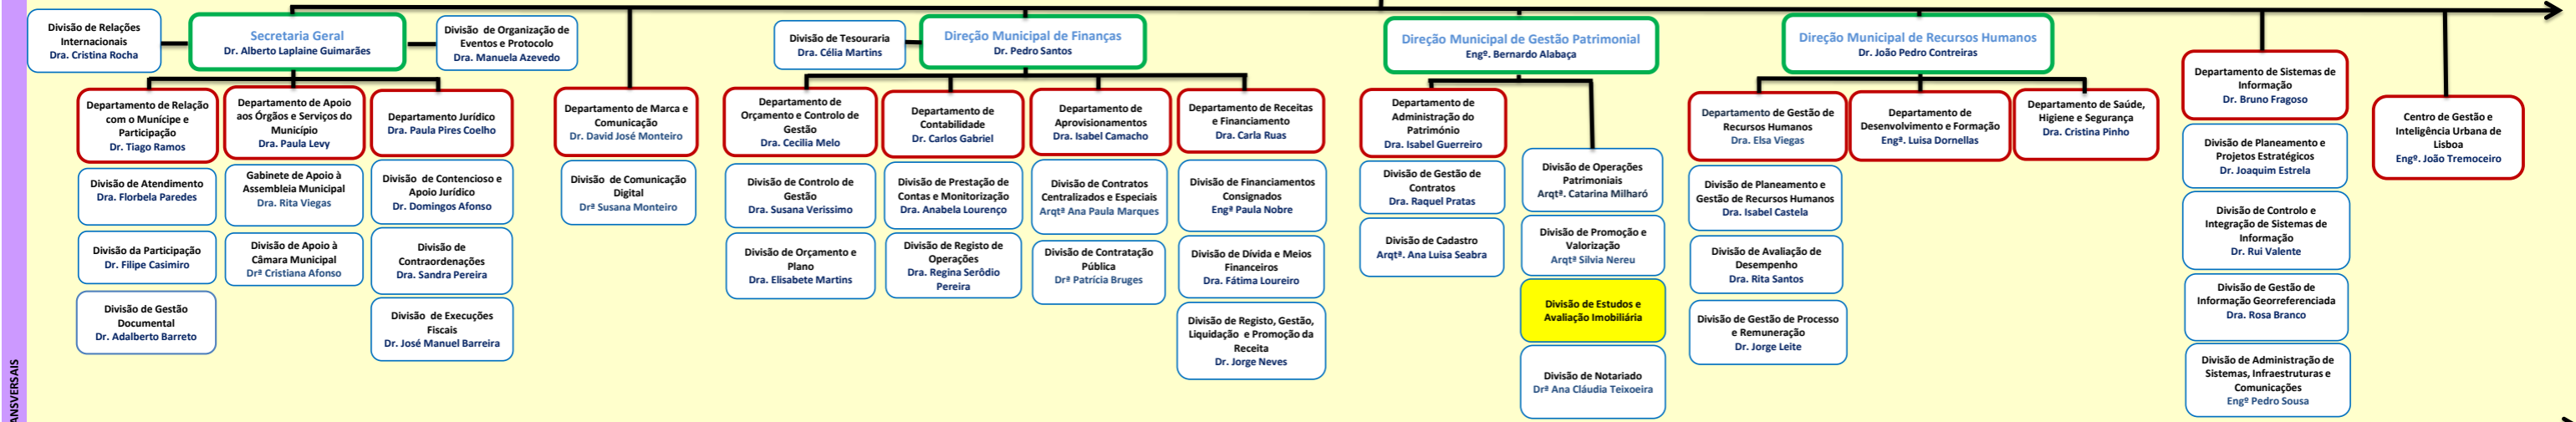 Divisão de Relações
Internacionais
Dra. Cristina Rocha
Secretaria Geral
Dr. Alberto Laplaine Guimarães
Divisão de Organização de
Eventos e Protocolo
Dra. Manuela Azevedo
Departamento de Relação
com o Munícipe e
Participação
Dr. Tiago Ramos
Divisão de Atendimento
Dra. Florbela Paredes
Divisão da Participação
Dr. Filipe Casimiro
Divisão de Gestão
Documental
Dr. Adalberto Barreto
Departamento de Apoio
aos Órgãos e Serviços do
Município
Dra. Paula Levy
Gabinete de Apoio à
Assembleia Municipal
Dra. Rita Viegas
Divisão de Apoio à
Câmara Municipal
Drª Cristiana Afonso
Departamento Jurídico
Dra. Paula Pires Coelho
Divisão de Contencioso e
Apoio Jurídico
Dr. Domingos Afonso
Divisão de
Contraordenações
Dra. Sandra Pereira
Divisão de Execuções
Fiscais
Dr. José Manuel Barreira
Departamento de Marca e
Comunicação
Dr. David José Monteiro
Divisão de Comunicação
Digital
Drª Susana Monteiro
Divisão de Tesouraria
Dra. Célia Martins
Direção Municipal de Finanças
Dr. Pedro Santos
Departamento de
Orçamento e Controlo de
Gestão
Dra. Cecilia Melo
Divisão de Controlo de
Gestão
Dra. Susana Verissimo
Divisão de Orçamento e
Plano
Dra. Elisabete Martins
Departamento de
Contabilidade
Dr. Carlos Gabriel
Divisão de Prestação de
Contas e Monitorização
Dra. Anabela Lourenço
Divisão de Registo de
Operações
Dra. Regina Serôdio
Pereira
Departamento de
Aprovisionamentos
Dra. Isabel Camacho
Divisão de Contratos
Centralizados e Especiais
Arqtª Ana Paula Marques
Divisão de Contratação
Pública
Drª Patrícia Bruges
Departamento de Receitas
e Financiamento
Dra. Carla Ruas
Divisão de Financiamentos
Consignados
Engª Paula Nobre
Divisão de Dívida e Meios
Financeiros
Dra. Fátima Loureiro
Divisão de Registo, Gestão,
Liquidação e Promoção da
Receita
Dr. Jorge Neves
Direção Municipal de Gestão Patrimonial
Engº. Bernardo Alabaça
Departamento de
Administração do
Património
Dra. Isabel Guerreiro
Divisão de Gestão de
Contratos
Dra. Raquel Pratas
Divisão de Cadastro
Arqtª. Ana Luisa Seabra
Divisão de Operações
Patrimoniais
Arqtª. Catarina Milharó
Divisão de Promoção e
Valorização
Arqtª Silvia Nereu
Divisão de Estudos e
Avaliação Imobiliária
Divisão de Notariado
Drª Ana Cláudia Teixoeira
Direção Municipal de Recursos Humanos
Dr. João Pedro Contreiras
Departamento de Gestão de
Recursos Humanos
Dra. Elsa Viegas
Divisão de Planeamento e
Gestão de Recursos Humanos
Dra. Isabel Castela
Divisão de Avaliação de
Desempenho
Dra. Rita Santos
Divisão de Gestão de Processo
e Remuneração
Dr. Jorge Leite
Departamento de
Desenvolvimento e Formação
Engª. Luisa Dornellas
Departamento de Saúde,
Higiene e Segurança
Dra. Cristina Pinho
Departamento de Sistemas de
Informação
Dr. Bruno Fragoso
Divisão de Planeamento e
Projetos Estratégicos
Dr. Joaquim Estrela
Divisão de Controlo e
Integração de Sistemas de
Informação
Dr. Rui Valente
Divisão de Gestão de
Informação Georreferenciada
Dra. Rosa Branco
Divisão de Administração de
Sistemas, Infraestruturas e
Comunicações
Engº Pedro Sousa
Centro de Gestão e
Inteligência Urbana de
Lisboa
Engº. João Tremoceiro
ANSVERSAIS